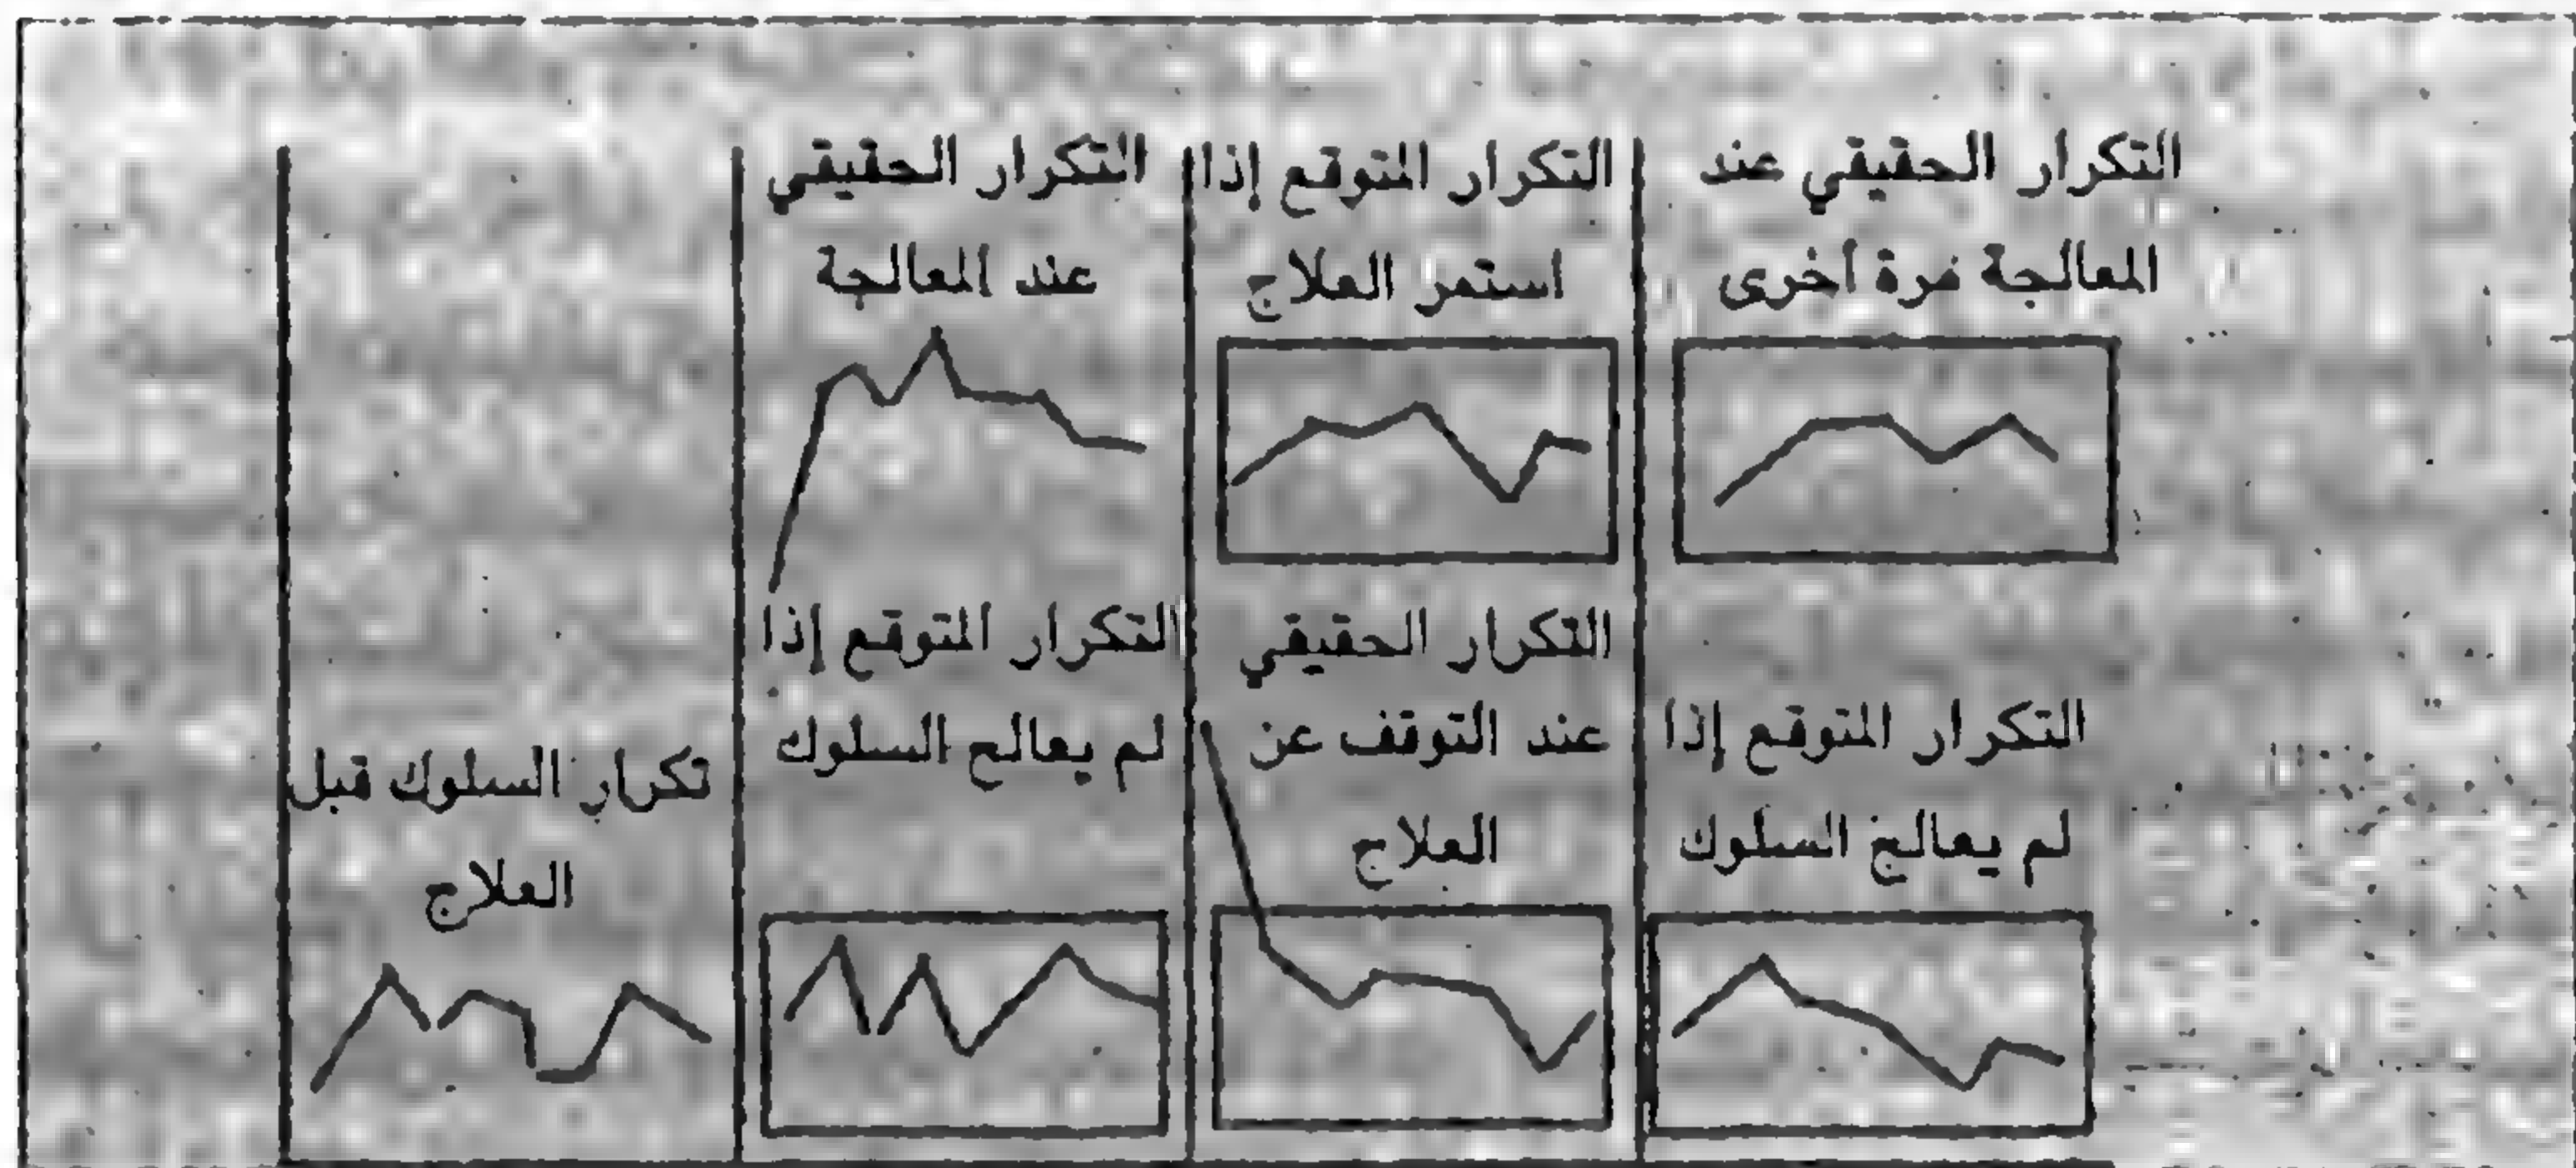 التكرار الحقيقي عند
المعالجة مرة أخرى
التكرار المتوقع إذا
استمر العلاج
التكرار الحقيقي
عند المعالجة
التكرار المتوقع إذا
لم يعالج السلوك
التكرار الحقيقي
عند التوقف عن
العلاج
التكرار المتوقع إذا
لم يعالج السلوك
تكرار السلوك قبل
العلاج